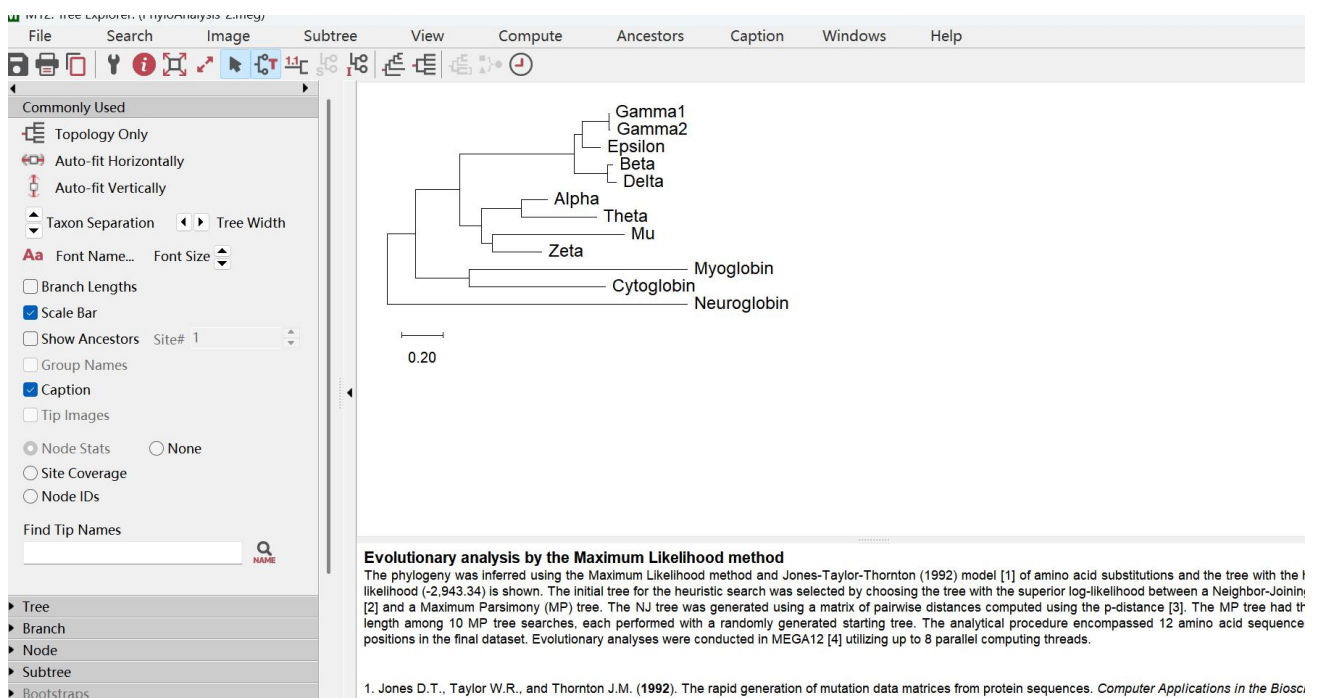 M12: Tree Explorer: (PhyloAnalysis-2.meg)
File Search Image Subtree View Compute Ancestors Caption Windows Help
Commonly Used
Topology Only
Auto-fit Horizontally
Auto-fit Vertically
Taxon Separation Tree Width
Aa Font Name... Font Size
Branch Lengths
Scale Bar
Show Ancestors Site# 1
Group Names
Caption
Tip Images
Node Stats None
Site Coverage
Node IDs
Find Tip Names
NAME
Tree
Branch
Node
Subtree
Bootstraps
Gamma1
Gamma2
Epsilon
Beta
Delta
Alpha
Theta
Mu
Zeta
Myoglobin
Cytoglobin
Neuroglobin
0.20
Evolutionary analysis by the Maximum Likelihood method
The phylogeny was inferred using the Maximum Likelihood method and Jones-Taylor-Thornton (1992) model [1] of amino acid substitutions and the tree with the
likelihood (-2,943.34) is shown. The initial tree for the heuristic search was selected by choosing the tree with the superior log-likelihood between a Neighbor-Joining
[2] and a Maximum Parsimony (MP) tree. The NJ tree was generated using a matrix of pairwise distances computed using the p-distance [3]. The MP tree had th
length among 10 MP tree searches, each performed with a randomly generated starting tree. The analytical procedure encompassed 12 amino acid sequence
positions in the final dataset. Evolutionary analyses were conducted in MEGA12 [4] utilizing up to 8 parallel computing threads.
1. Jones D.T., Taylor W.R., and Thornton J.M. (1992). The rapid generation of mutation data matrices from protein sequences. Computer Applications in the Biosci